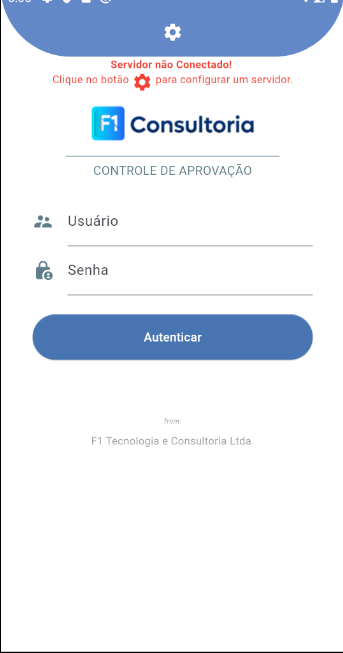 Servidor não Conectado!
Clique no botão para configurar um servidor.
F1 Consultoria
CONTROLE DE APROVAÇÃO
Usuário
Senha
Autenticar
from:
F1 Tecnologia e Consultoria Ltda.